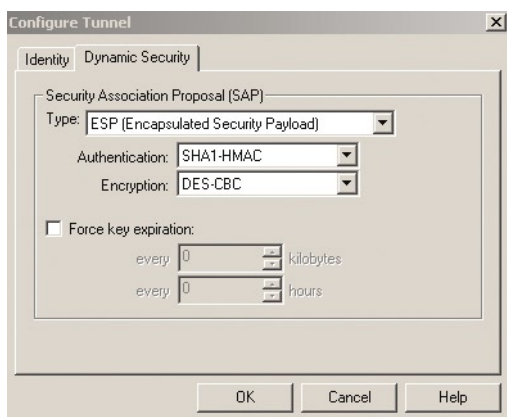 Configure Tunnel
Identity Dynamic Security
Security Association Proposal (SAP)
Type: ESP (Encapsulated Security Payload)
Authentication: SHA1-HMAC
Encryption: DES-CBC
Force key expiration:
every 0 kilobytes
every 0 hours
OK Cancel Help